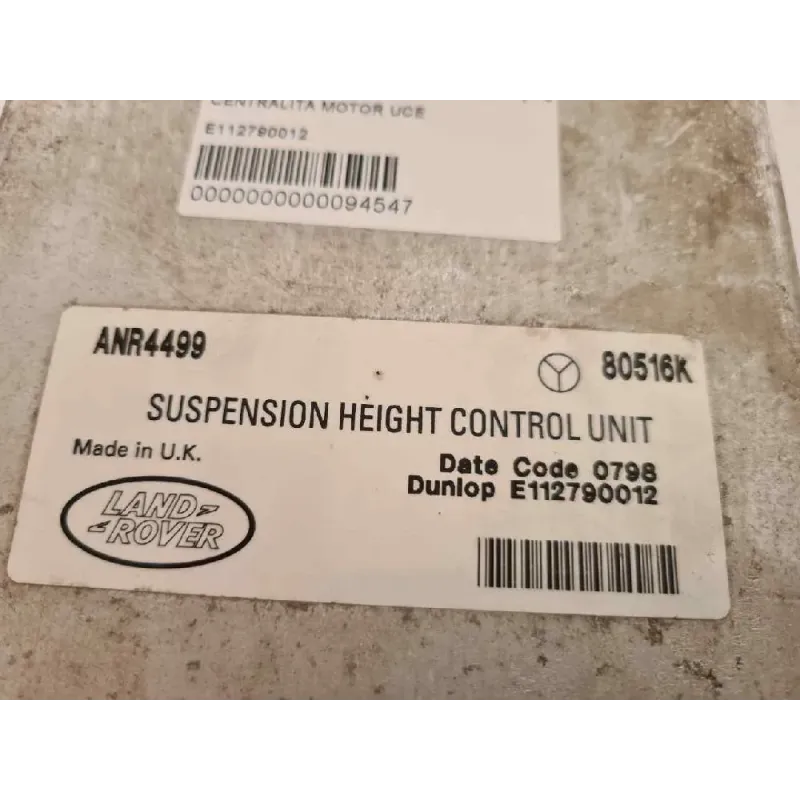 CENTRALITA MOTOR UCE
E112790012
0000000000094547
ANR4499
80516K
SUSPENSION HEIGHT CONTROL UNIT
Made in U.K.
Date Code 0798
Dunlop E112790012
LAND
ROVER